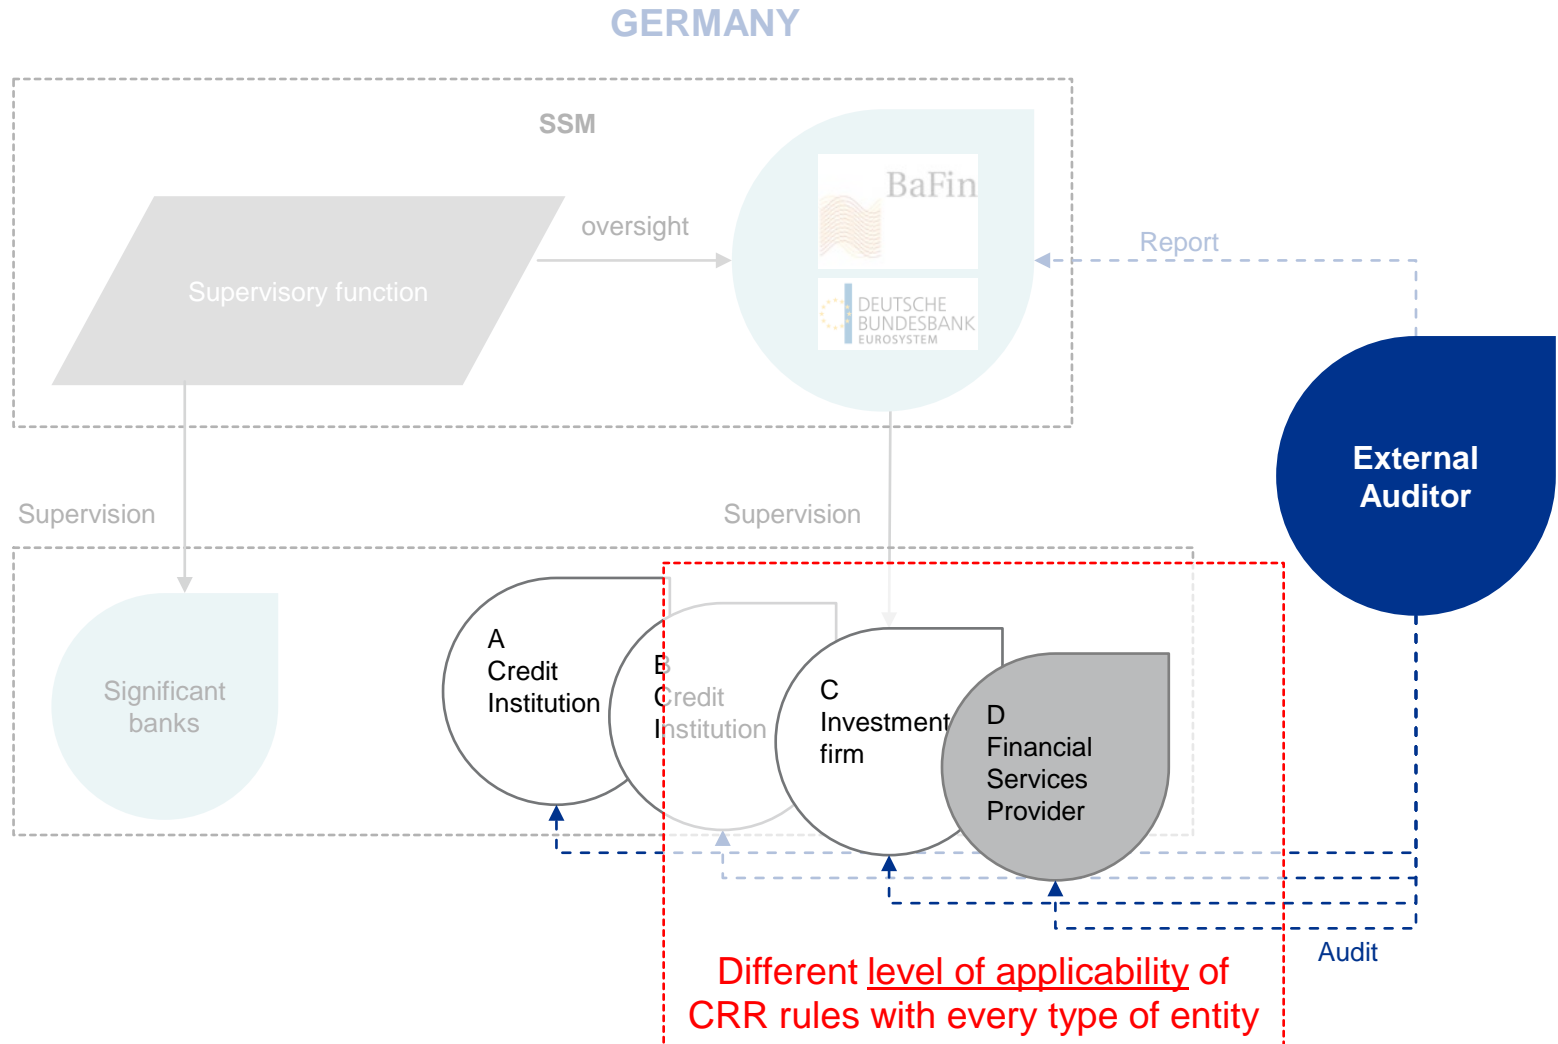 GERMANY
SSM
BaFin
oversight
Report
Supervisory function
DEUTSCHE
BUNDESBANK
EUROSYSTEM
External
Auditor
Supervision
Supervision
A
Credit
Institution
B
Credit
Institution
C
Investment
firm
D
Financial
Services
Provider
Significant
banks
Audit
Different level of applicability of
CRR rules with every type of entity